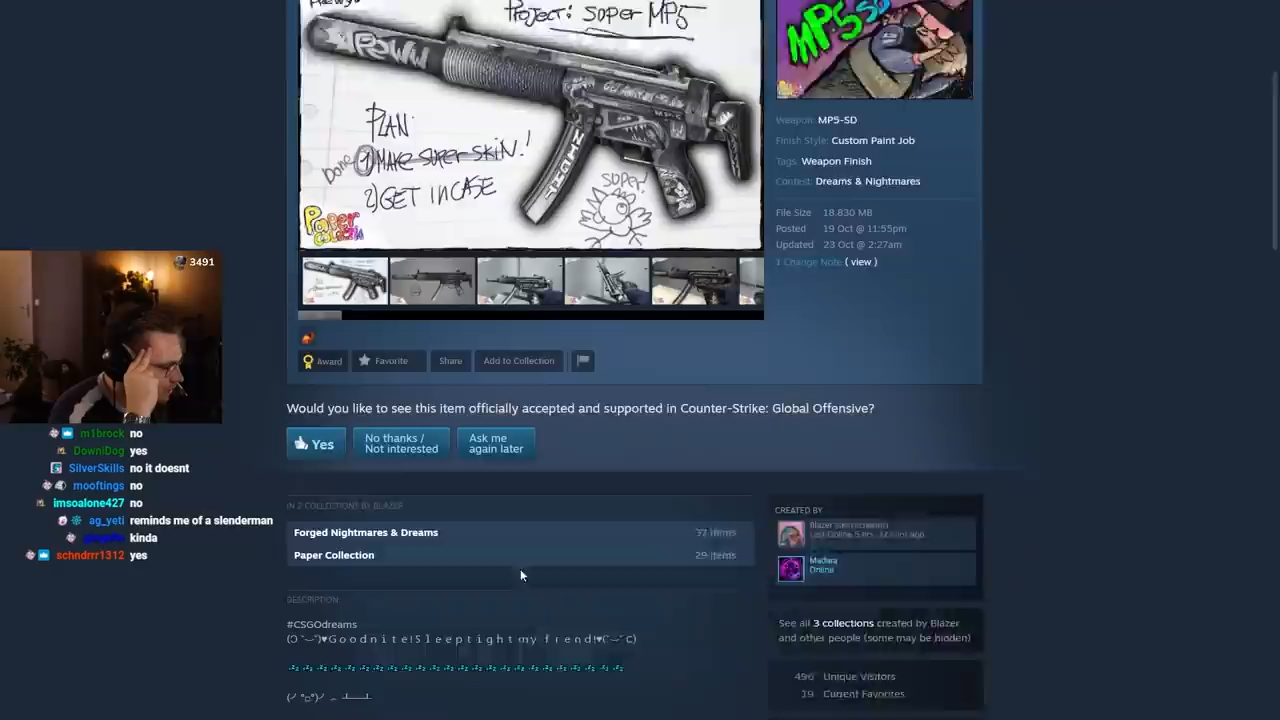 Project: Super MP5
PEWW
MP5 SD
PLAN:
Done 1) MAKE SUPER SKIN!
2) GET IN CASE
SUPER!
Paper
Weapon: MP5-SD
Finish Style: Custom Paint Job
Tags: Weapon Finish
Contest: Dreams & Nightmares
File Size 18.830 MB
Posted 19 Oct @ 11:55pm
Updated 23 Oct @ 2:27am
1 Change Note ( view )
3491
Award
Favorite
Share
Add to Collection
Would you like to see this item officially accepted and supported in Counter-Strike: Global Offensive?
Yes
No thanks /
Not interested
Ask me
again later
m1brock no
DowniDog yes
SilverSkills no it doesnt
mooftings no
imsoalone427 no
ag_yeti reminds me of a slenderman
kinda
schndrrr1312 yes
IN 2 COLLECTIONS BY BLAZER
Forged Nightmares & Dreams 37 items
Paper Collection 29 items
DESCRIPTION
#CSGOdreams
G o o d n i t e ! S l e e p t i g h t m y f r e n d !
CREATED BY
Blazer
Madara
Online
See all 3 collections created by Blazer
and other people (some may be hidden)
496 Unique Visitors
19 Current Favorites